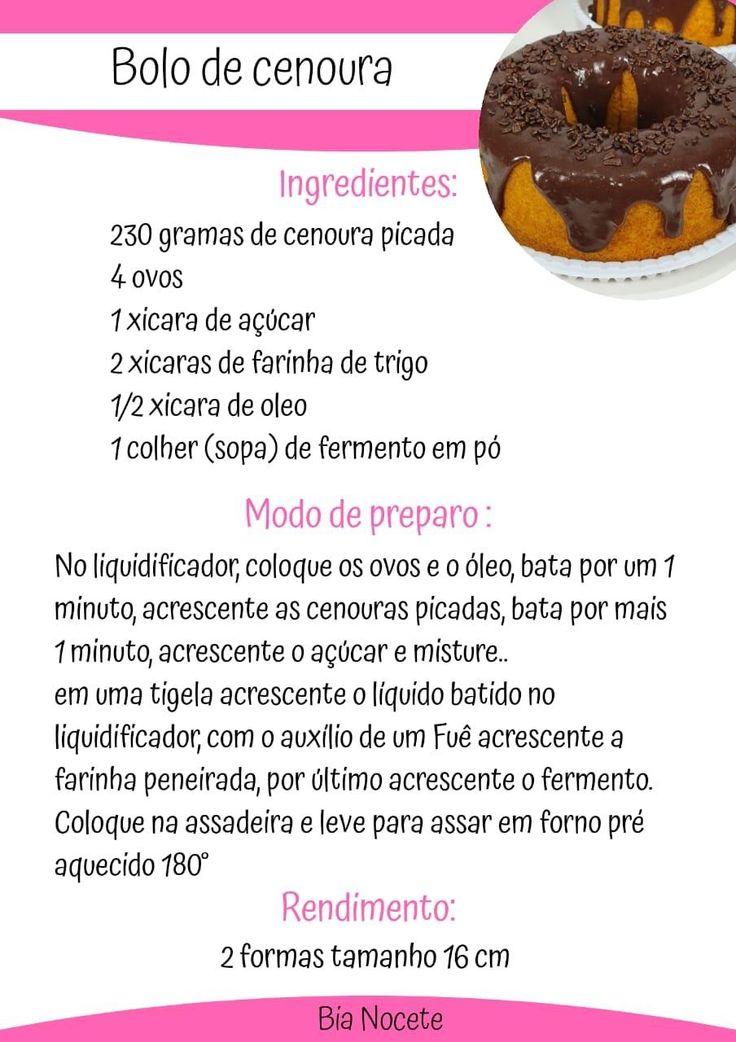 Bolo de cenoura
Ingredientes:
230 gramas de cenoura picada
4 ovos
1 xicara de açúcar
2 xicaras de farinha de trigo
1/2 xicara de oleo
1 colher (sopa) de fermento em pó
Modo de preparo :
No liquidificador, coloque os ovos e o óleo, bata por um 1
minuto, acrescente as cenouras picadas, bata por mais
1 minuto, acrescente o açúcar e misture..
em uma tigela acrescente o líquido batido no
liquidificador, com o auxílio de um Fuê acrescente a
farinha peneirada, por último acrescente o fermento.
Coloque na assadeira e leve para assar em forno pré
aquecido 180°
Rendimento:
2 formas tamanho 16 cm
Bia Nocete